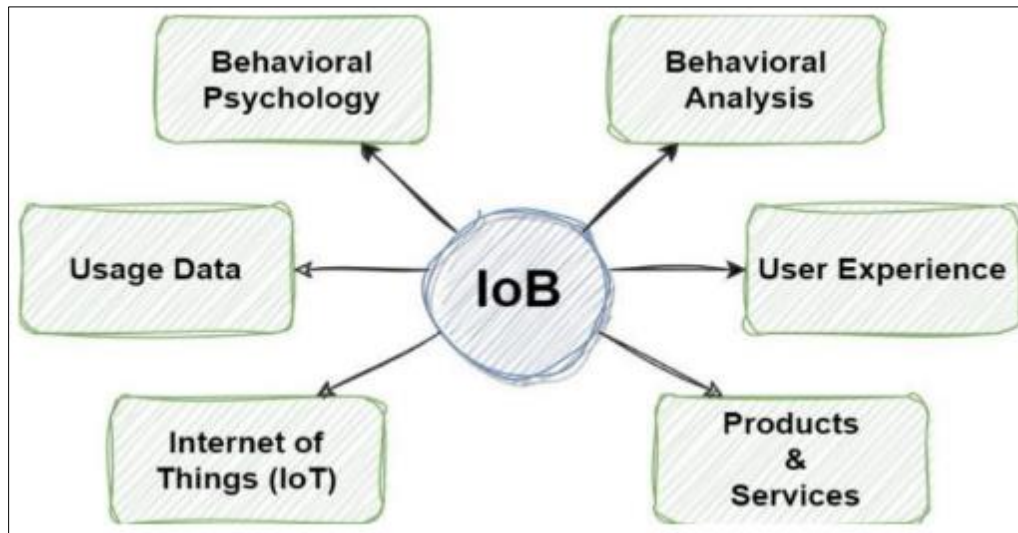 Behavioral
Psychology
Behavioral
Analysis
Usage Data
IoB
User Experience
Internet of
Things (IoT)
Products
&
Services